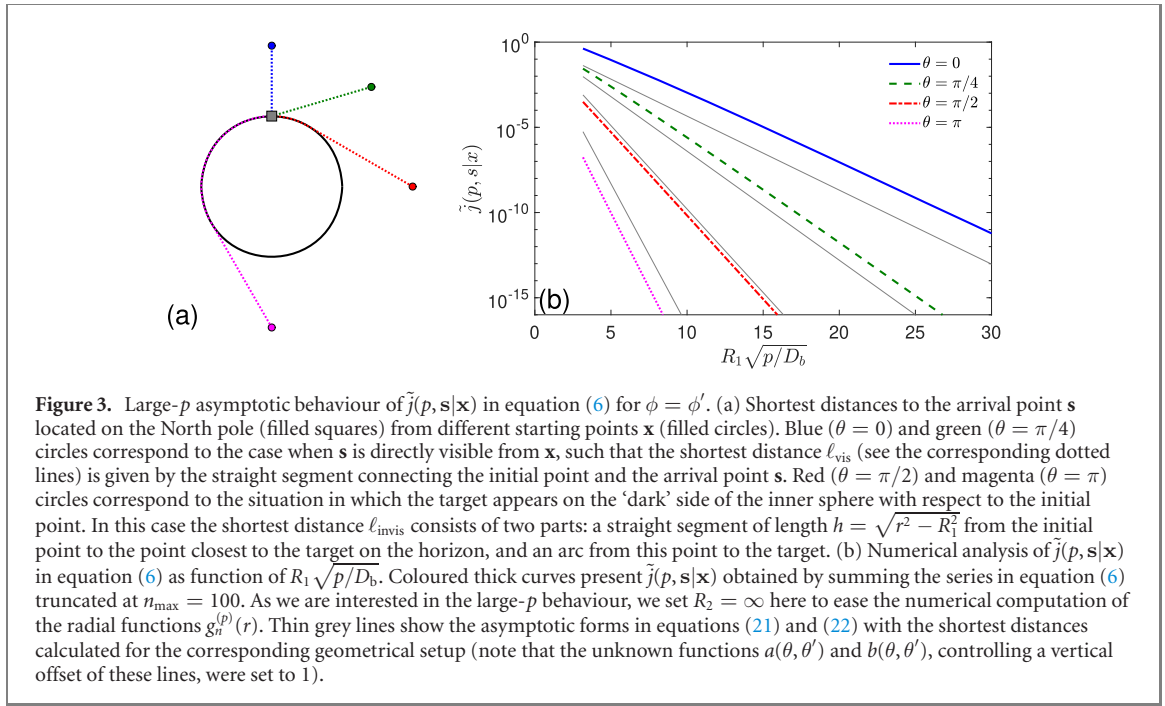 (a)
10^0
10^{-5}
10^{-10}
10^{-15}
\tilde{j}(p, s|x)
θ = 0
θ = π/4
θ = π/2
θ = π
(b)
0 5 10 15 20 25 30
R_1\sqrt{p/D_b}
Figure 3. Large-p asymptotic behaviour of \tilde{j}(p, s|x) in equation (6) for ϕ = ϕ′. (a) Shortest distances to the arrival point s
located on the North pole (filled squares) from different starting points x (filled circles). Blue (θ = 0) and green (θ = π/4)
circles correspond to the case when s is directly visible from x, such that the shortest distance ℓ_vis (see the corresponding dotted
lines) is given by the straight segment connecting the initial point and the arrival point s. Red (θ = π/2) and magenta (θ = π)
circles correspond to the situation in which the target appears on the ‘dark’ side of the inner sphere with respect to the initial
point. In this case the shortest distance ℓ_invis consists of two parts: a straight segment of length h = \sqrt{r^2 − R_1^2} from the initial
point to the point closest to the target on the horizon, and an arc from this point to the target. (b) Numerical analysis of \tilde{j}(p, s|x)
in equation (6) as function of R_1\sqrt{p/D_b}. Coloured thick curves present \tilde{j}(p, s|x) obtained by summing the series in equation (6)
truncated at n_max = 100. As we are interested in the large-p behaviour, we set R_2 = ∞ here to ease the numerical computation of
the radial functions g_n^{(p)}(r). Thin grey lines show the asymptotic forms in equations (21) and (22) with the shortest distances
calculated for the corresponding geometrical setup (note that the unknown functions a(θ, θ′) and b(θ, θ′), controlling a vertical
offset of these lines, were set to 1).